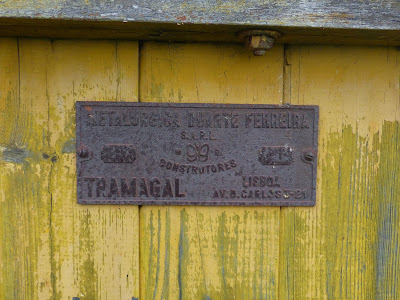 METALURGICA DUARTE FERREIRA
S.A.R.L.
CONSTRUTORES
TRAMAGAL
LISBOA
AV. D. CARLOS I-21